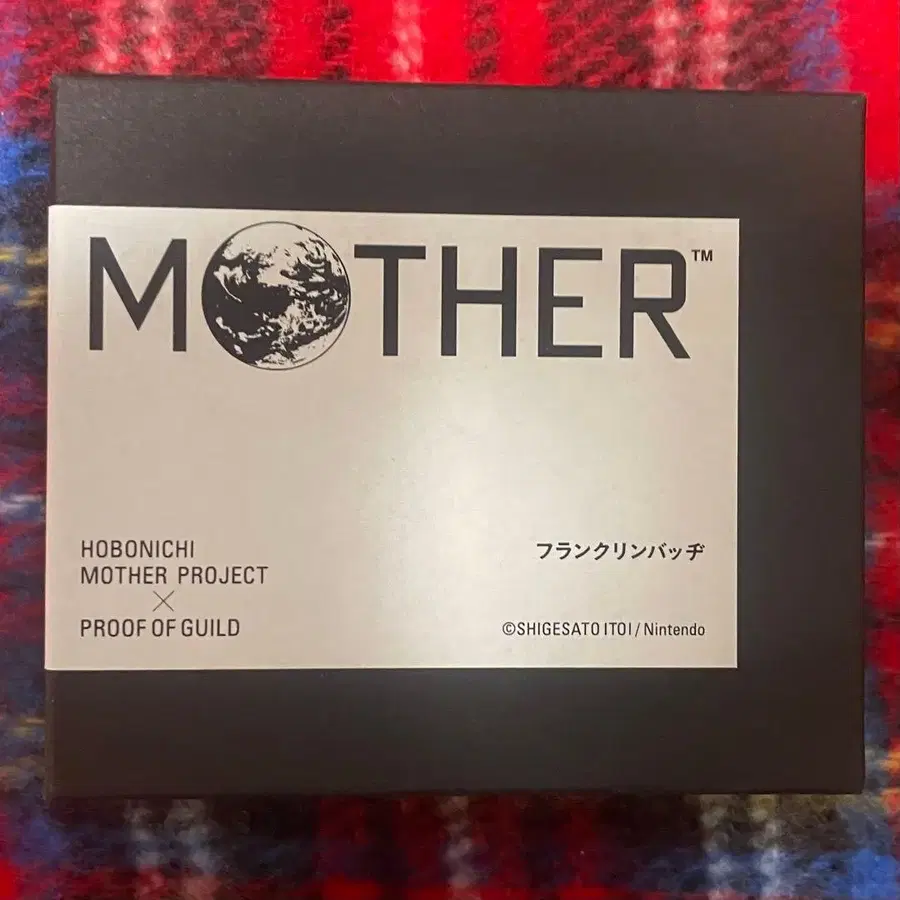 MOTHER™
HOBONICHI
MOTHER PROJECT
×
PROOF OF GUILD
フランクリンバッヂ
©SHIGESATO ITOI / Nintendo